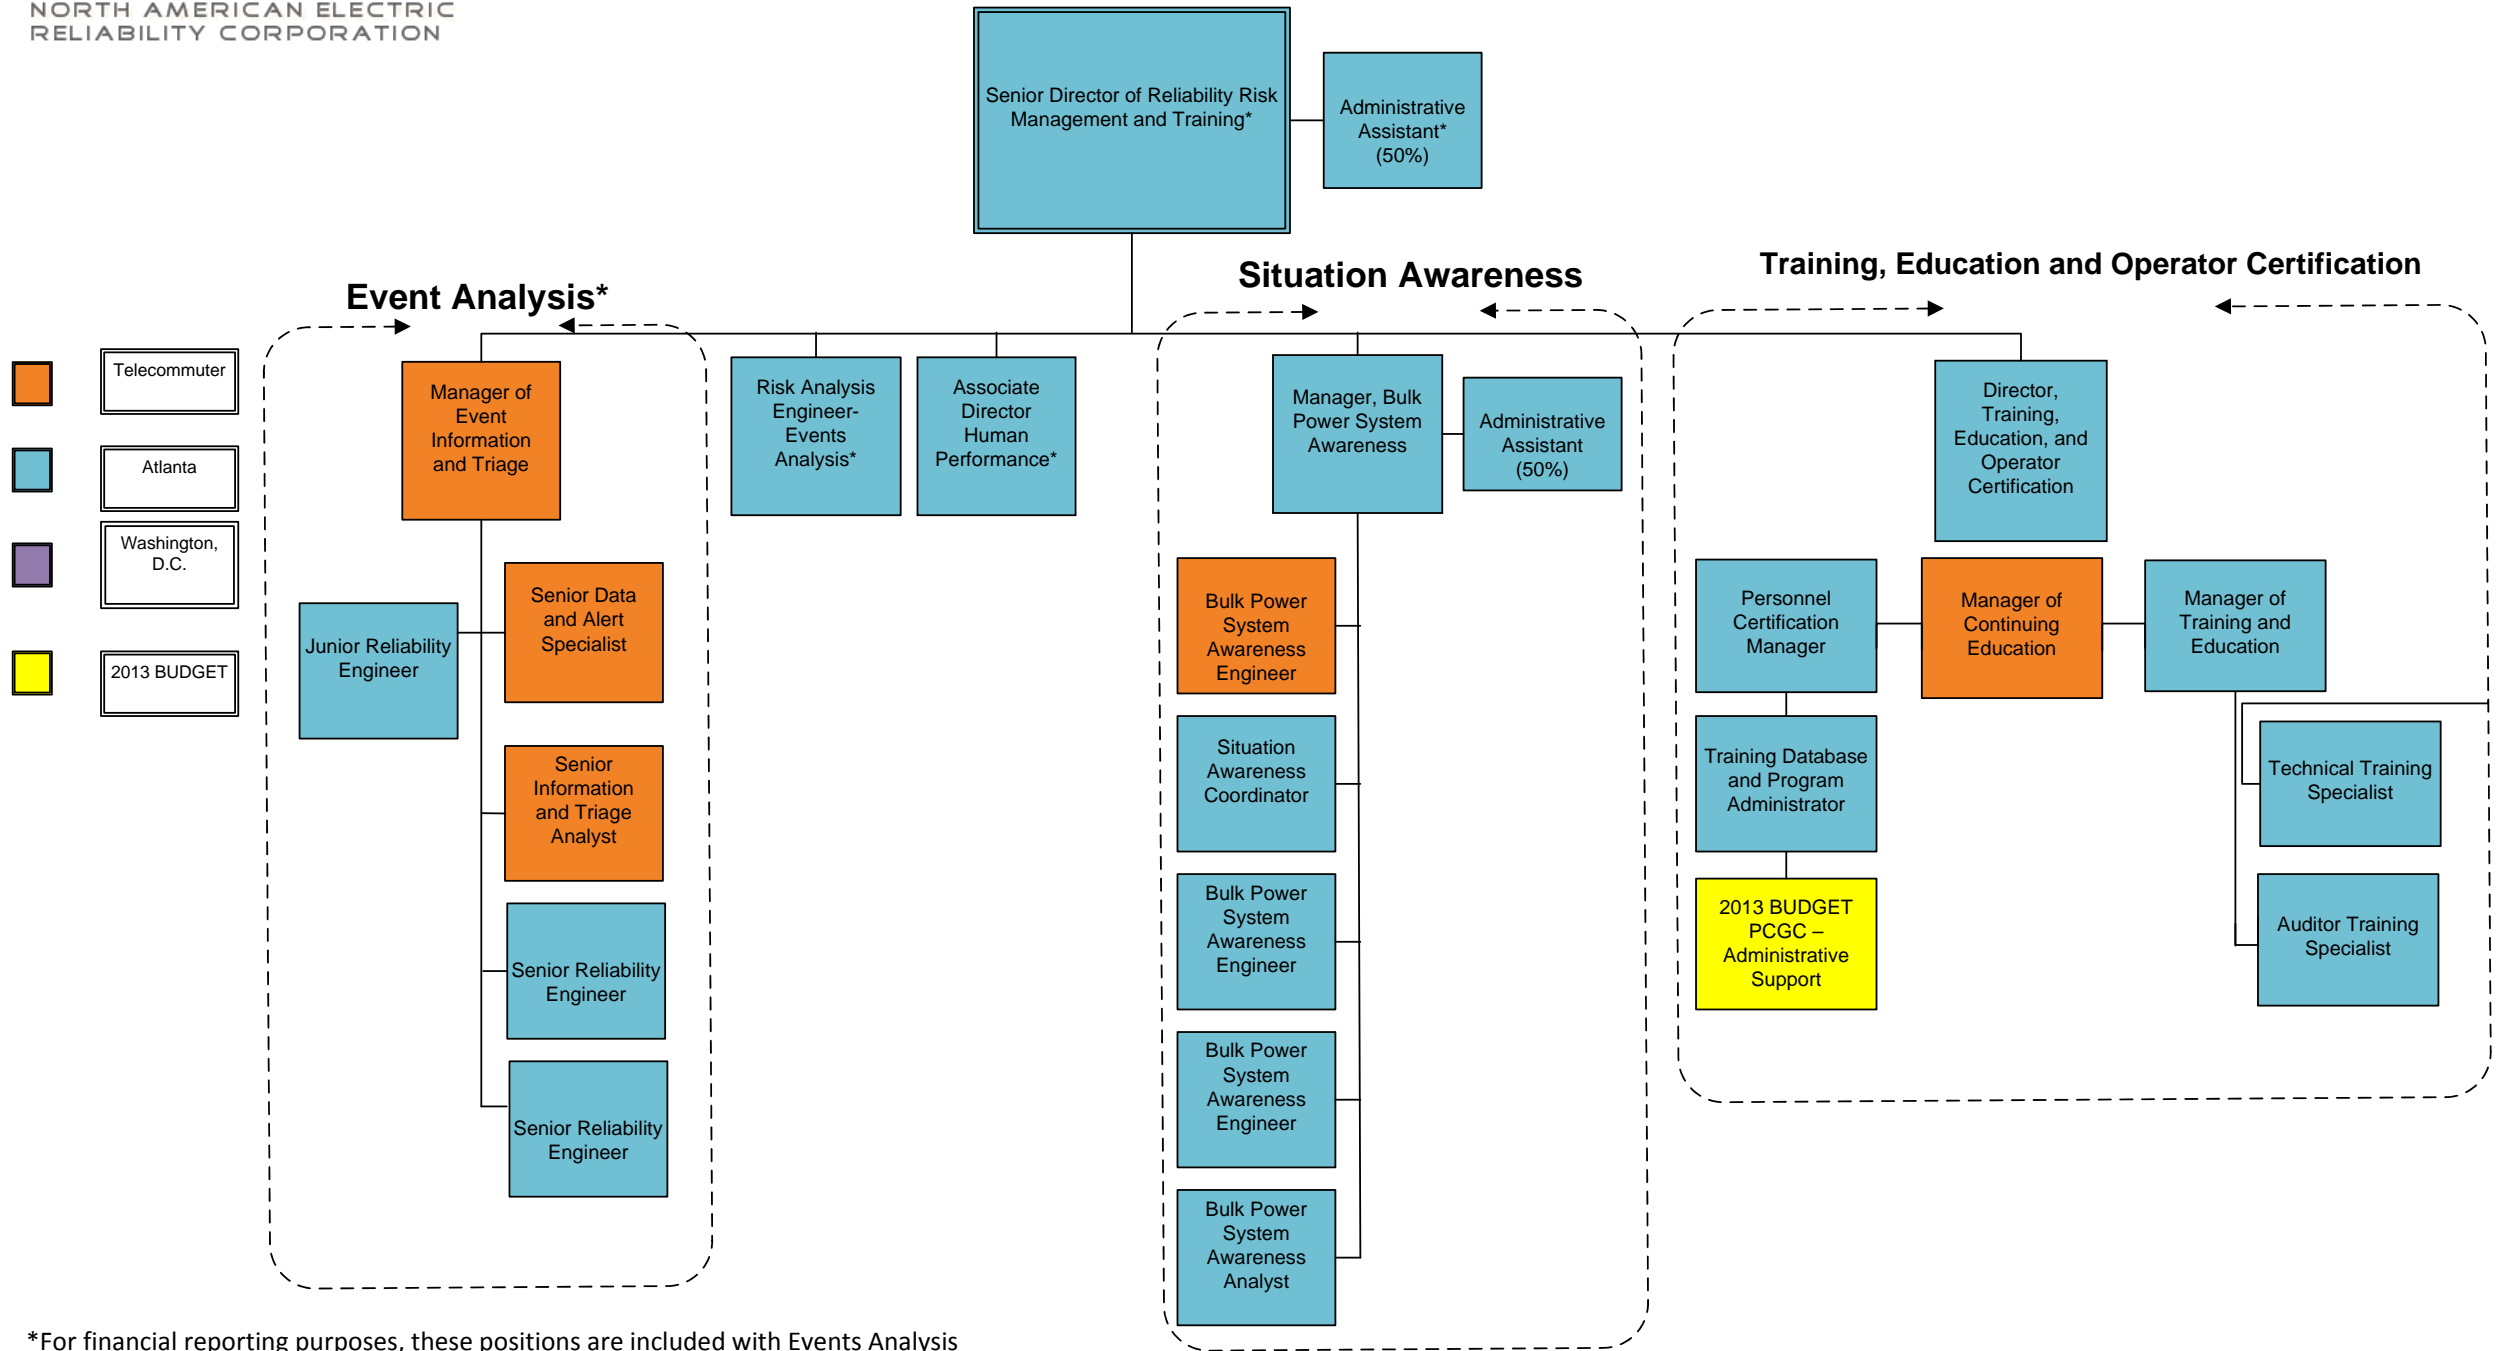 NORTH AMERICAN ELECTRIC
RELIABILITY CORPORATION
Senior Director of Reliability Risk
Management and Training*
Administrative
Assistant*
(50%)
Event Analysis*
Situation Awareness
Training, Education and Operator Certification
Telecommuter
Atlanta
Washington,
D.C.
2013 BUDGET
Manager of
Event
Information
and Triage
Risk Analysis
Engineer-
Events
Analysis*
Associate
Director
Human
Performance*
Manager, Bulk
Power System
Awareness
Administrative
Assistant
(50%)
Director,
Training,
Education, and
Operator
Certification
Junior Reliability
Engineer
Senior Data
and Alert
Specialist
Senior
Information
and Triage
Analyst
Senior Reliability
Engineer
Senior Reliability
Engineer
Bulk Power
System
Awareness
Engineer
Situation
Awareness
Coordinator
Bulk Power
System
Awareness
Engineer
Bulk Power
System
Awareness
Engineer
Bulk Power
System
Awareness
Analyst
Personnel
Certification
Manager
Manager of
Continuing
Education
Manager of
Training and
Education
Training Database
and Program
Administrator
2013 BUDGET
PCGC –
Administrative
Support
Technical Training
Specialist
Auditor Training
Specialist
*For financial reporting purposes, these positions are included with Events Analysis